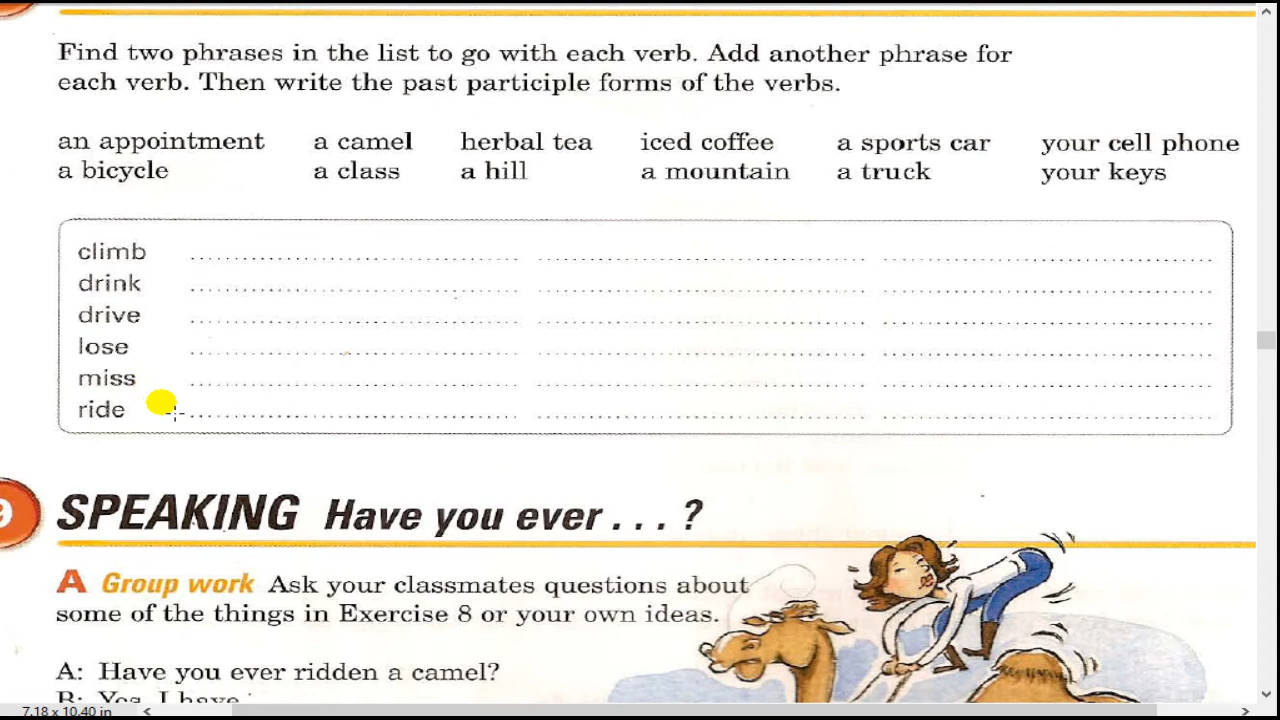 Find two phrases in the list to go with each verb. Add another phrase for
each verb. Then write the past participle forms of the verbs.
an appointment a camel herbal tea iced coffee a sports car your cell phone
a bicycle a class a hill a mountain a truck your keys
climb
drink
drive
lose
miss
ride
9 SPEAKING Have you ever . . . ?
A Group work Ask your classmates questions about
some of the things in Exercise 8 or your own ideas.
A: Have you ever ridden a camel?
B: Yes, I have.
7.18 x 10.40 in